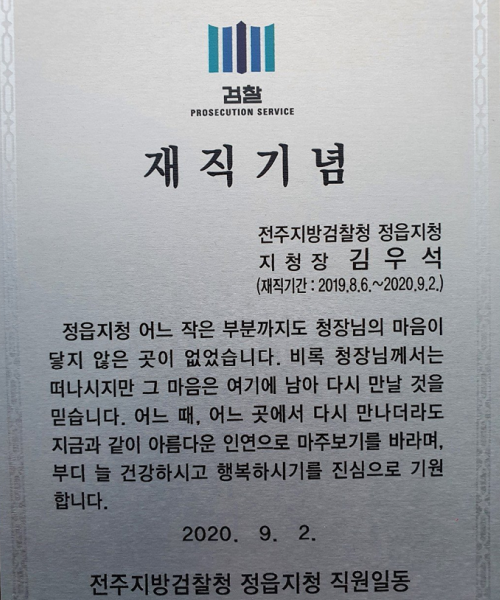 검찰
PROSECUTION SERVICE
재직기념
전주지방검찰청 정읍지청
지청장 김우석
(재직기간 : 2019.8.6.~2020.9.2.)
정읍지청 어느 작은 부분까지도 청장님의 마음이
닿지 않은 곳이 없었습니다. 비록 청장님께서는
떠나시지만 그 마음은 여기에 남아 다시 만날 것을
믿습니다. 어느 때, 어느 곳에서 다시 만나더라도
지금과 같이 아름다운 인연으로 마주보기를 바라며,
부디 늘 건강하시고 행복하시기를 진심으로 기원
합니다.
2020. 9. 2.
전주지방검찰청 정읍지청 직원일동